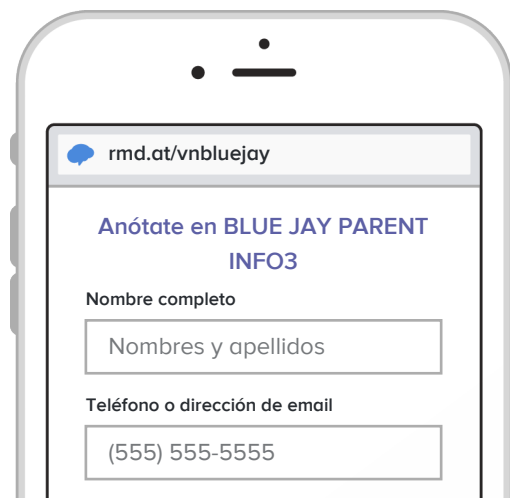 rmd.at/vnbluejay
Anótate en BLUE JAY PARENT
INFO3
Nombre completo
Nombres y apellidos
Teléfono o dirección de email
(555) 555-5555